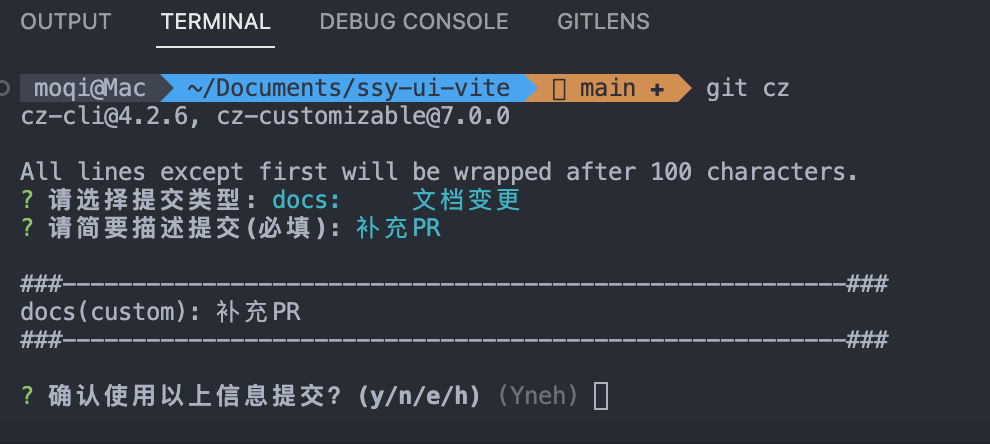 OUTPUT TERMINAL DEBUG CONSOLE GITLENS
moqi@Mac ~/Documents/ssy-ui-vite main + git cz
cz-cli@4.2.6, cz-customizable@7.0.0
All lines except first will be wrapped after 100 characters.
? 请选择提交类型: docs: 文档变更
? 请简要描述提交(必填): 补充PR
###--------------------------------------------------------###
docs(custom): 补充PR
###--------------------------------------------------------###
? 确认使用以上信息提交? (y/n/e/h) (Yneh)